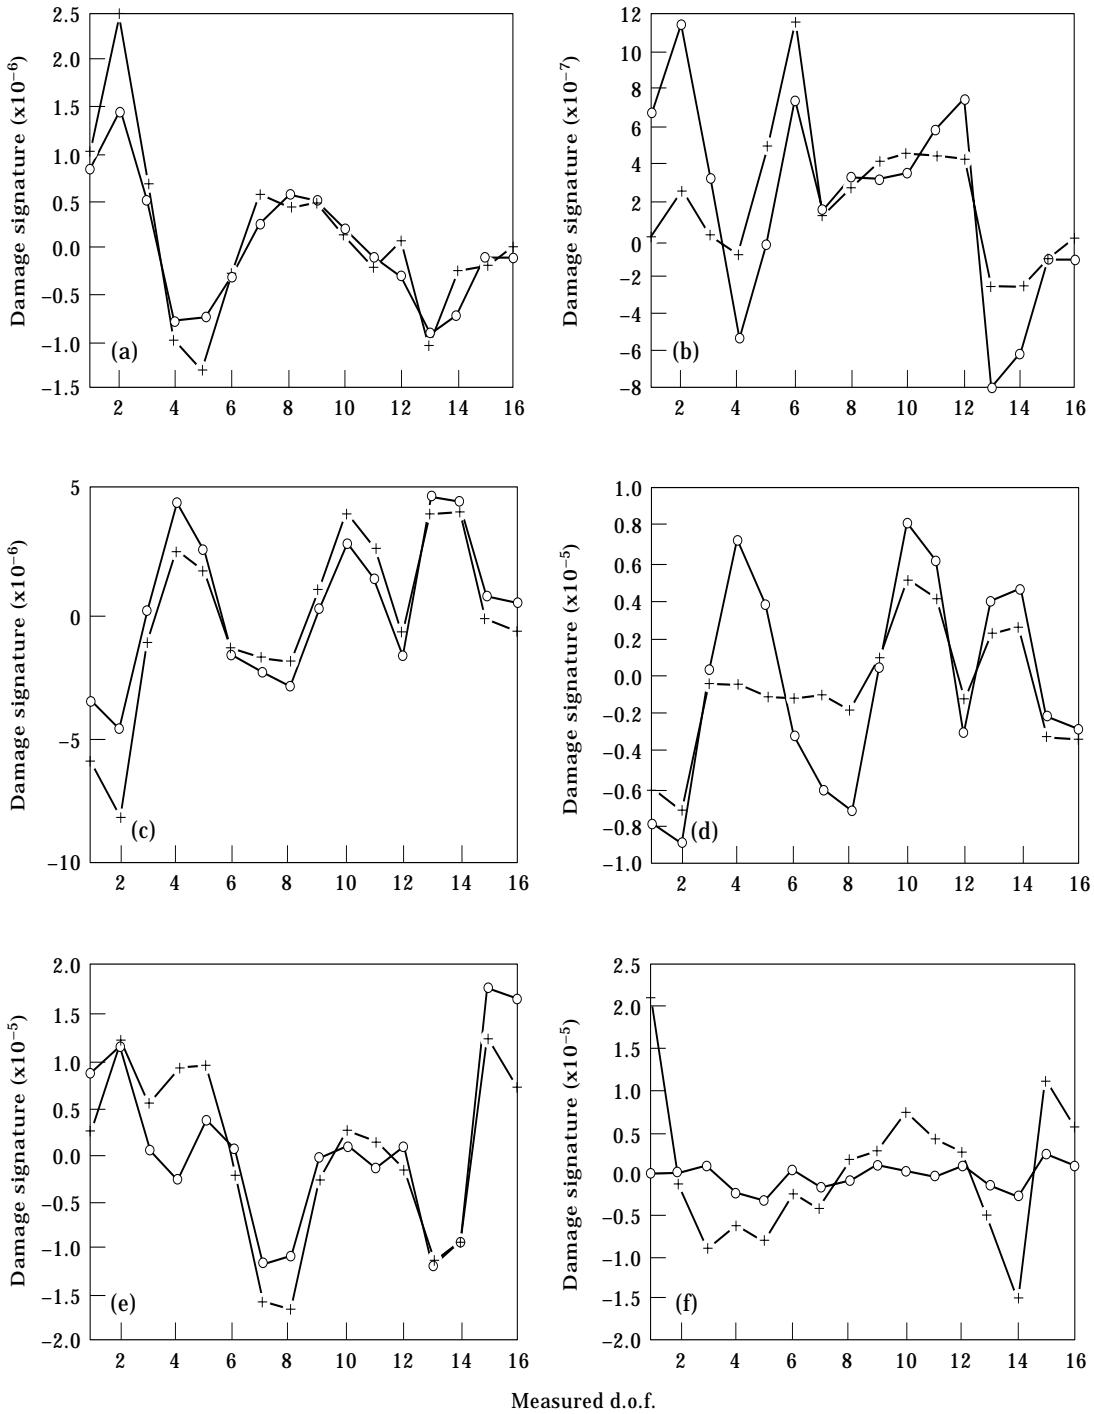 2.5
2.0
1.5
1.0
0.5
0.0
−0.5
−1.0
−1.5
Damage signature (x10−6)
(a)
2 4 6 8 10 12 14 16
12
10
8
6
4
2
0
−2
−4
−6
−8
Damage signature (x10−7)
(b)
2 4 6 8 10 12 14 16
5
0
−5
−10
Damage signature (x10−6)
(c)
2 4 6 8 10 12 14 16
1.0
0.8
0.6
0.4
0.2
0.0
−0.2
−0.4
−0.6
−0.8
−1.0
Damage signature (x10−5)
(d)
2 4 6 8 10 12 14 16
2.0
1.5
1.0
0.5
0.0
−0.5
−1.0
−1.5
−2.0
Damage signature (x10−5)
(e)
2 4 6 8 10 12 14 16
2.5
2.0
1.5
1.0
0.5
0.0
−0.5
−1.0
−1.5
−2.0
Damage signature (x10−5)
(f)
2 4 6 8 10 12 14 16
Measured d.o.f.